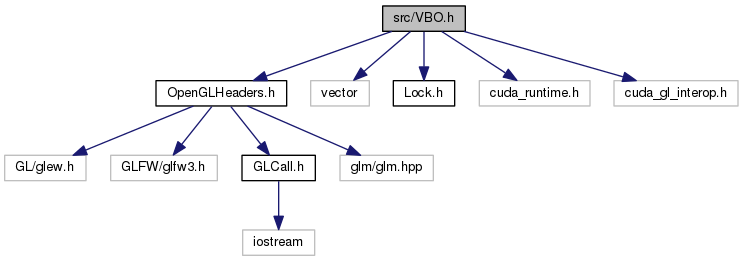 src/VBO.h
OpenGLHeaders.h
vector
Lock.h
cuda_runtime.h
cuda_gl_interop.h
GL/glew.h
GLFW/glfw3.h
GLCall.h
glm/glm.hpp
iostream